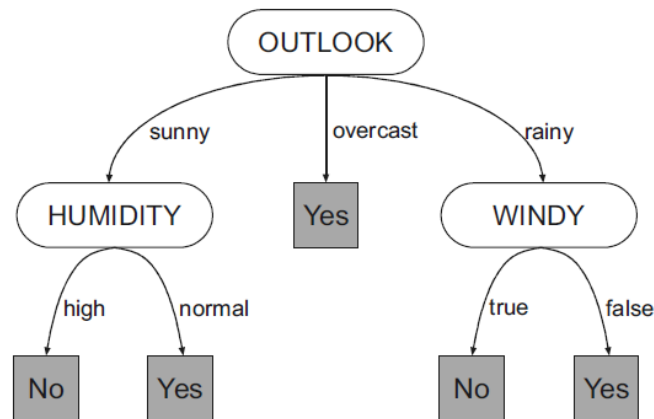 OUTLOOK
sunny
overcast
rainy
HUMIDITY
Yes
WINDY
high
normal
true
false
No
Yes
No
Yes